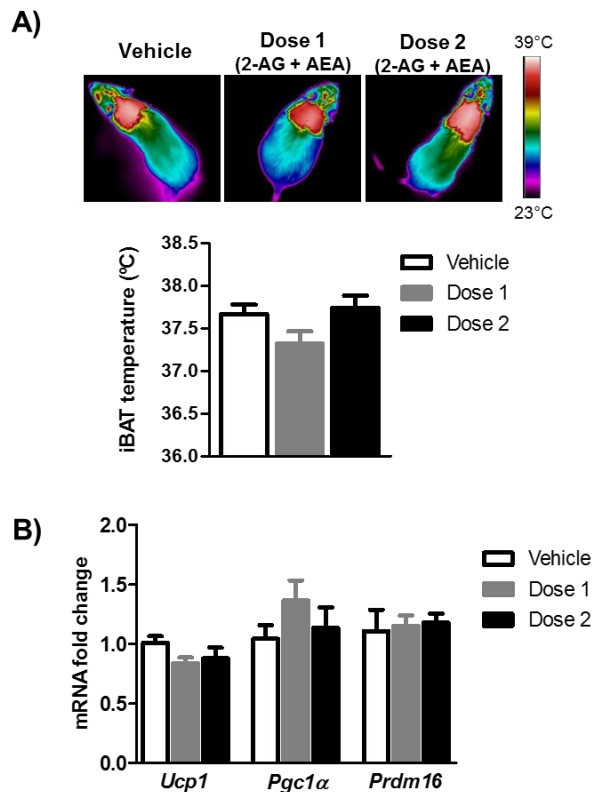 A)
Vehicle
Dose 1
(2-AG + AEA)
Dose 2
(2-AG + AEA)
39°C
23°C
iBAT temperature (ºC)
38.5
38.0
37.5
37.0
36.5
36.0
Vehicle
Dose 1
Dose 2
B)
mRNA fold change
2.0
1.5
1.0
0.5
0.0
Ucp1
Pgc1α
Prdm16
Vehicle
Dose 1
Dose 2